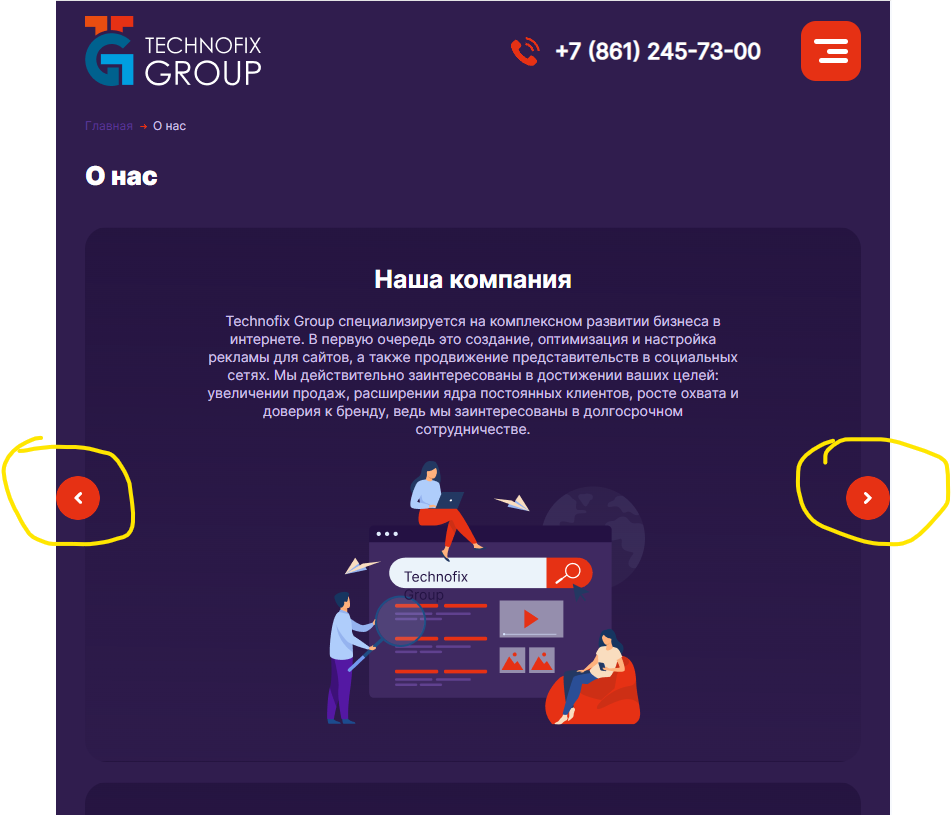 TECHNOFIX
GROUP
+7 (861) 245-73-00
Главная → О нас
О нас
Наша компания
Technofix Group специализируется на комплексном развитии бизнеса в
интернете. В первую очередь это создание, оптимизация и настройка
рекламы для сайтов, а также продвижение представительств в социальных
сетях. Мы действительно заинтересованы в достижении ваших целей:
увеличении продаж, расширении ядра постоянных клиентов, росте охвата и
доверия к бренду, ведь мы заинтересованы в долгосрочном
сотрудничестве.
Technofix
Group